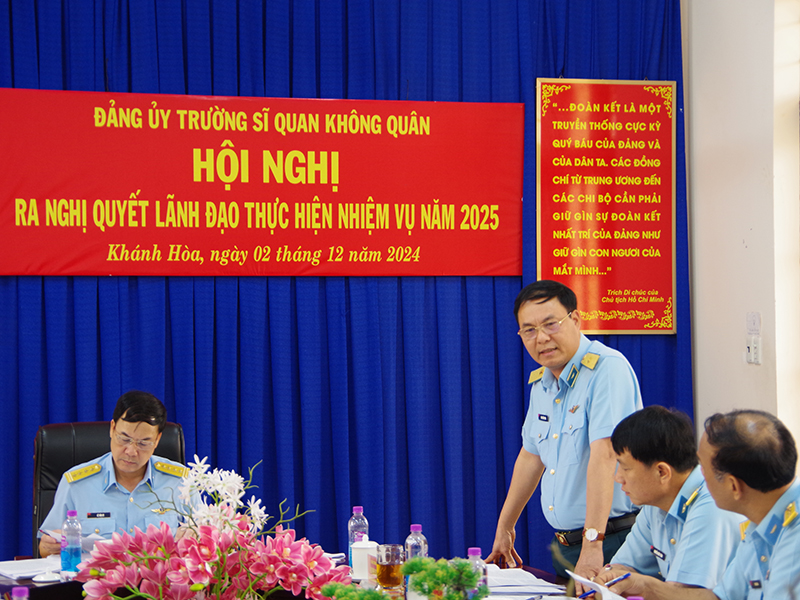 ĐẢNG ỦY TRƯỜNG SĨ QUAN KHÔNG QUÂN
HỘI NGHỊ
RA NGHỊ QUYẾT LÃNH ĐẠO THỰC HIỆN NHIỆM VỤ NĂM 2025
Khánh Hòa, ngày 02 tháng 12 năm 2024
"...ĐOÀN KẾT LÀ MỘT
TRUYỀN THỐNG CỰC KỲ
QUÝ BÁU CỦA ĐẢNG VÀ
CỦA DÂN TA. CÁC ĐỒNG
CHÍ TỪ TRUNG ƯƠNG ĐẾN
CÁC CHI BỘ CẦN PHẢI
GIỮ GÌN SỰ ĐOÀN KẾT
NHẤT TRÍ CỦA ĐẢNG NHƯ
GIỮ GÌN CON NGƯƠI CỦA
MẮT MÌNH..."
Trích Di chúc của
Chủ tịch Hồ Chí Minh